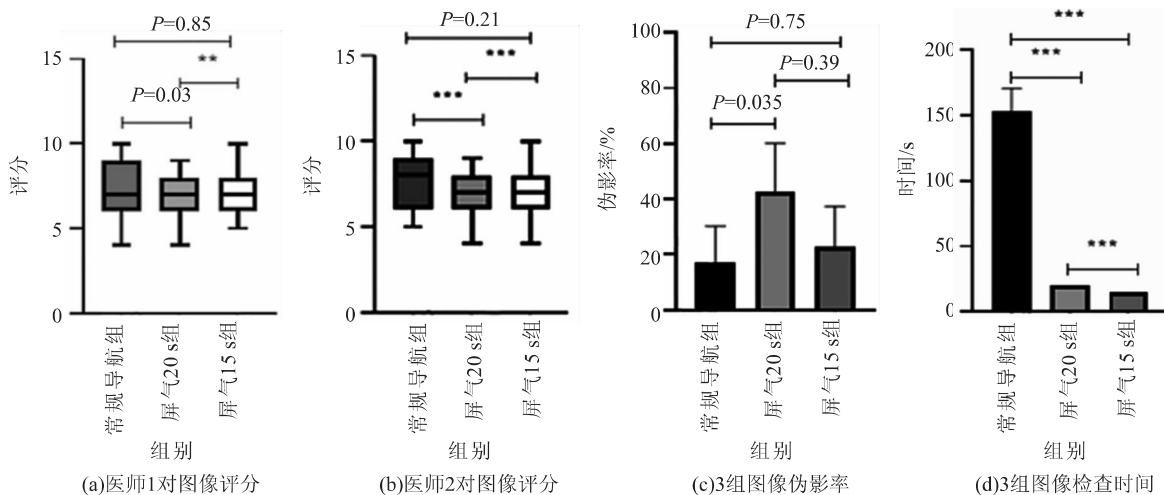 P=0.85
**
P=0.03
15
10
5
0
评分
常规导航组
屏气20 s组
屏气15 s组
组别
(a)医师1对图像评分
P=0.21
***
***
15
10
5
0
评分
常规导航组
屏气20 s组
屏气15 s组
组别
(b)医师2对图像评分
P=0.75
P=0.39
P=0.035
100
80
60
40
20
0
伪影率/%
常规导航组
屏气20 s组
屏气15 s组
组别
(c)3组图像伪影率
***
***
***
200
150
100
50
0
时间/s
常规导航组
屏气20 s组
屏气15 s组
组别
(d)3组图像检查时间